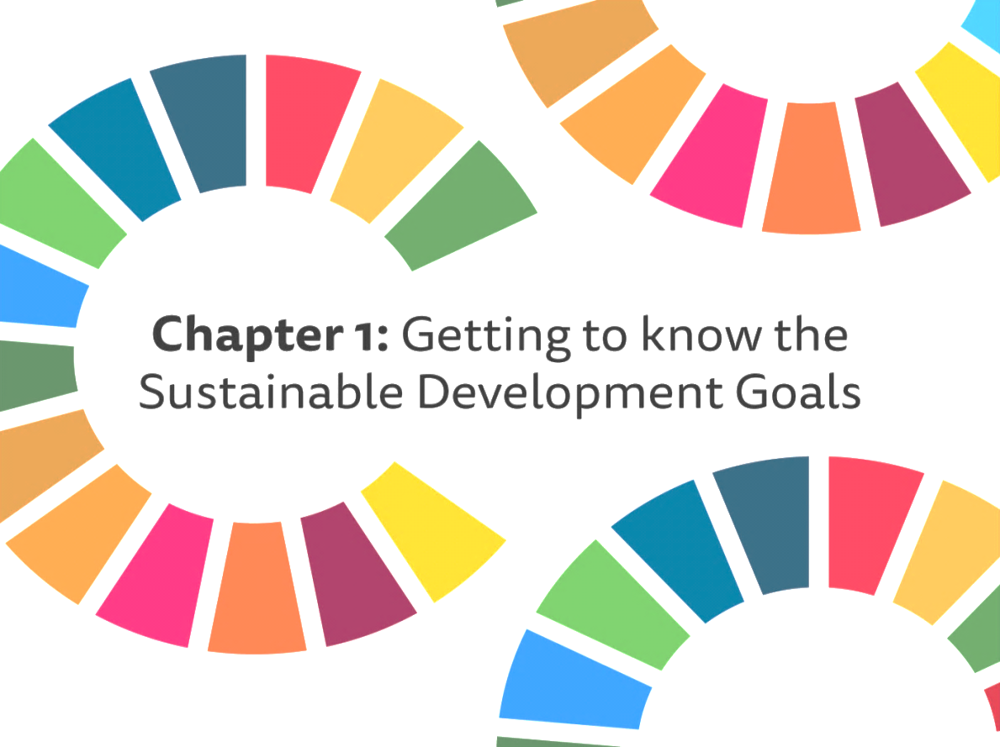 Chapter 1: Getting to know the
Sustainable Development Goals